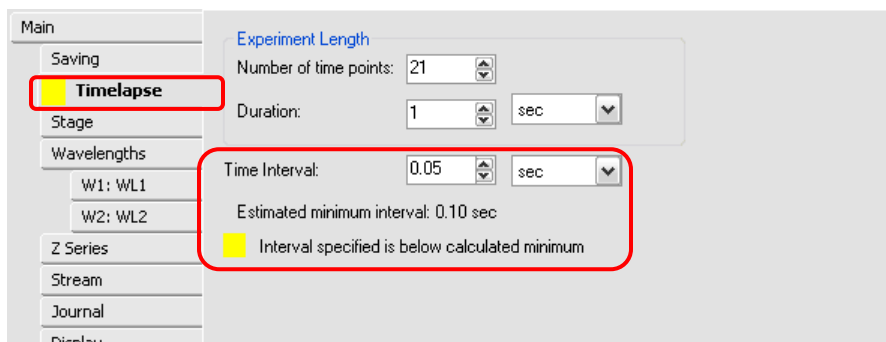 Main
Saving
Timelapse
Stage
Wavelengths
W1: WL1
W2: WL2
Z Series
Stream
Journal
Display
Experiment Length
Number of time points: 21
Duration: 1 sec
Time Interval: 0.05 sec
Estimated minimum interval: 0.10 sec
Interval specified is below calculated minimum